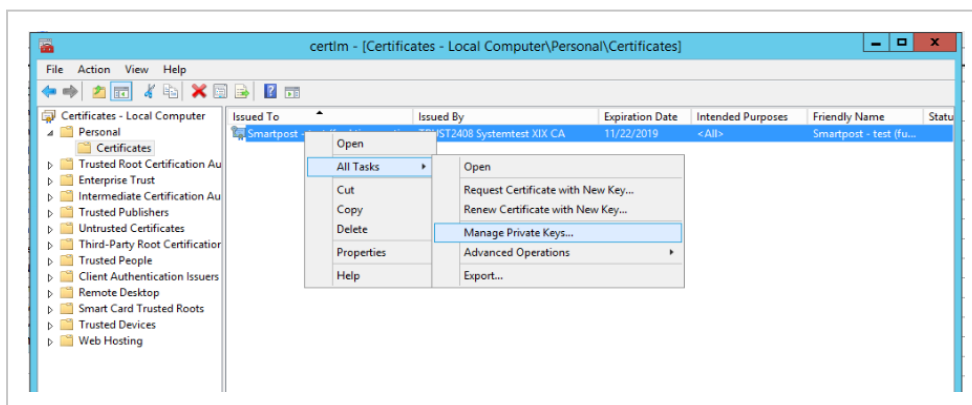 certlm - [Certificates - Local Computer\Personal\Certificates]
File Action View Help
Certificates - Local Computer
Personal
Certificates
Trusted Root Certification Au
Enterprise Trust
Intermediate Certification Au
Trusted Publishers
Untrusted Certificates
Third-Party Root Certification
Trusted People
Client Authentication Issuers
Remote Desktop
Smart Card Trusted Roots
Trusted Devices
Web Hosting
Issued To Issued By Expiration Date Intended Purposes Friendly Name Statu
Smartpost - TRUST2408 Systemtest XIX CA 11/22/2019 <All> Smartpost - test (fu...
Open
All Tasks
Cut
Copy
Delete
Properties
Help
Open
Request Certificate with New Key...
Renew Certificate with New Key...
Manage Private Keys...
Advanced Operations
Export...